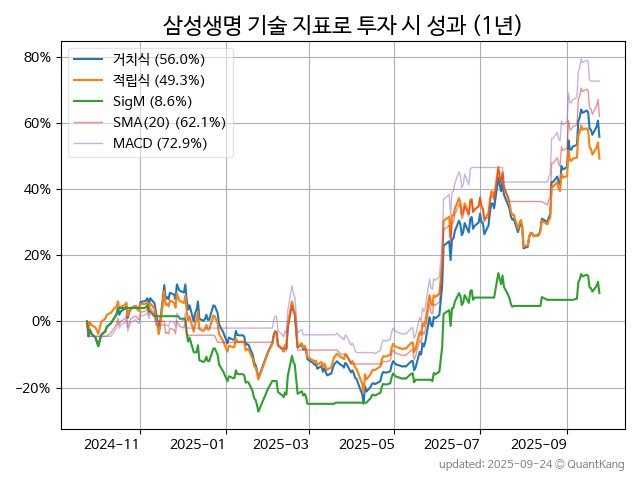 삼성생명 기술 지표로 투자 시 성과 (1년)
80%
60%
40%
20%
0%
−20%
거치식 (56.0%)
적립식 (49.3%)
SigM (8.6%)
SMA(20) (62.1%)
MACD (72.9%)
2024-11
2025-01
2025-03
2025-05
2025-07
2025-09
updated: 2025-09-24 © QuantKang